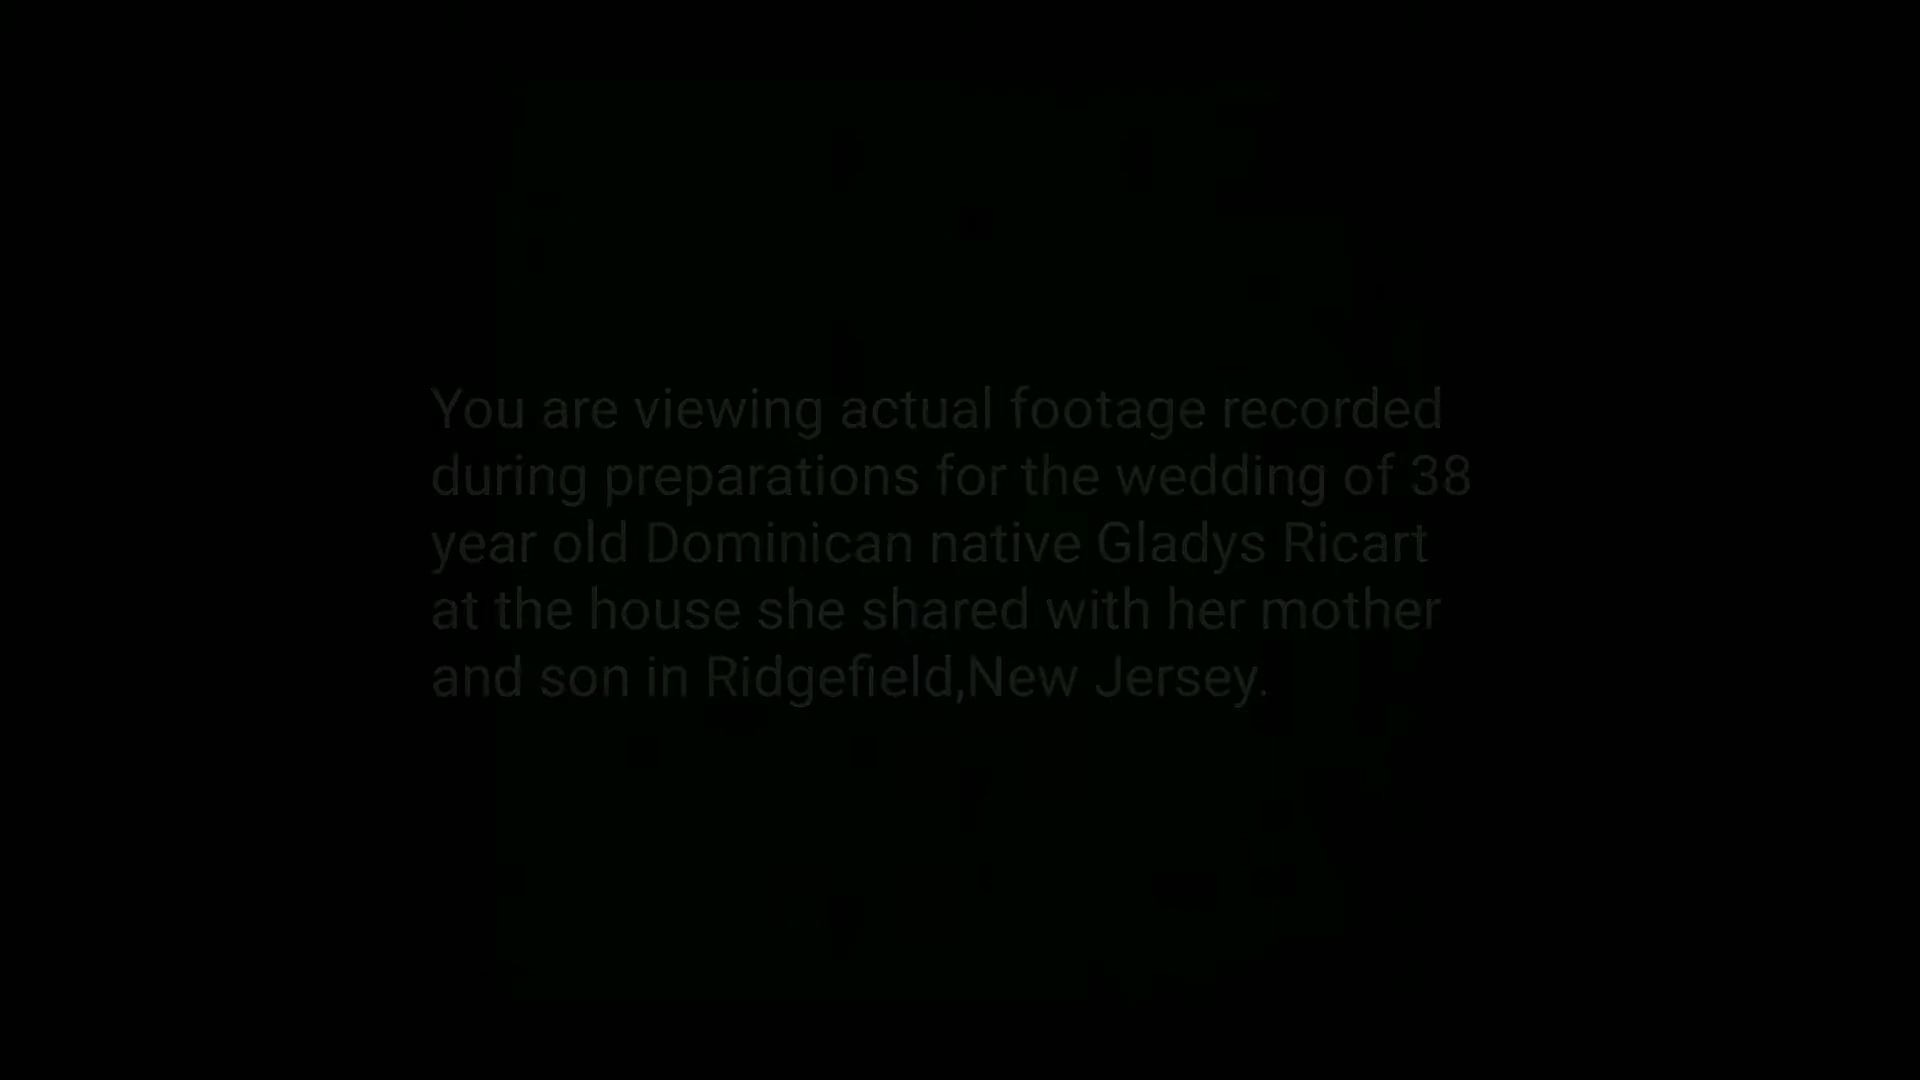 You are viewing actual footage recorded
during preparations for the wedding of 38
year old Dominican native Gladys Ricart
at the house she shared with her mother
and son in Ridgefield,New Jersey.